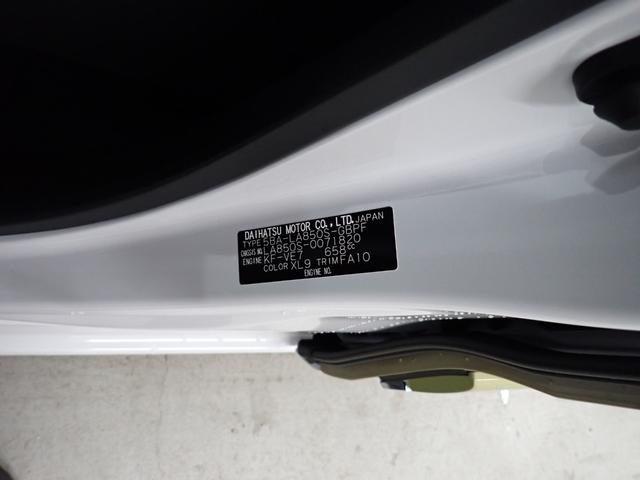 DAIHATSU MOTOR CO.,LTD. JAPAN
TYPE 5BA-LA850S-GBPF
CHASSIS NO. LA850S-0071820
ENGINE KF-VE7 658cc
COLOR XL9 TRIM FA10
ENGINE NO.